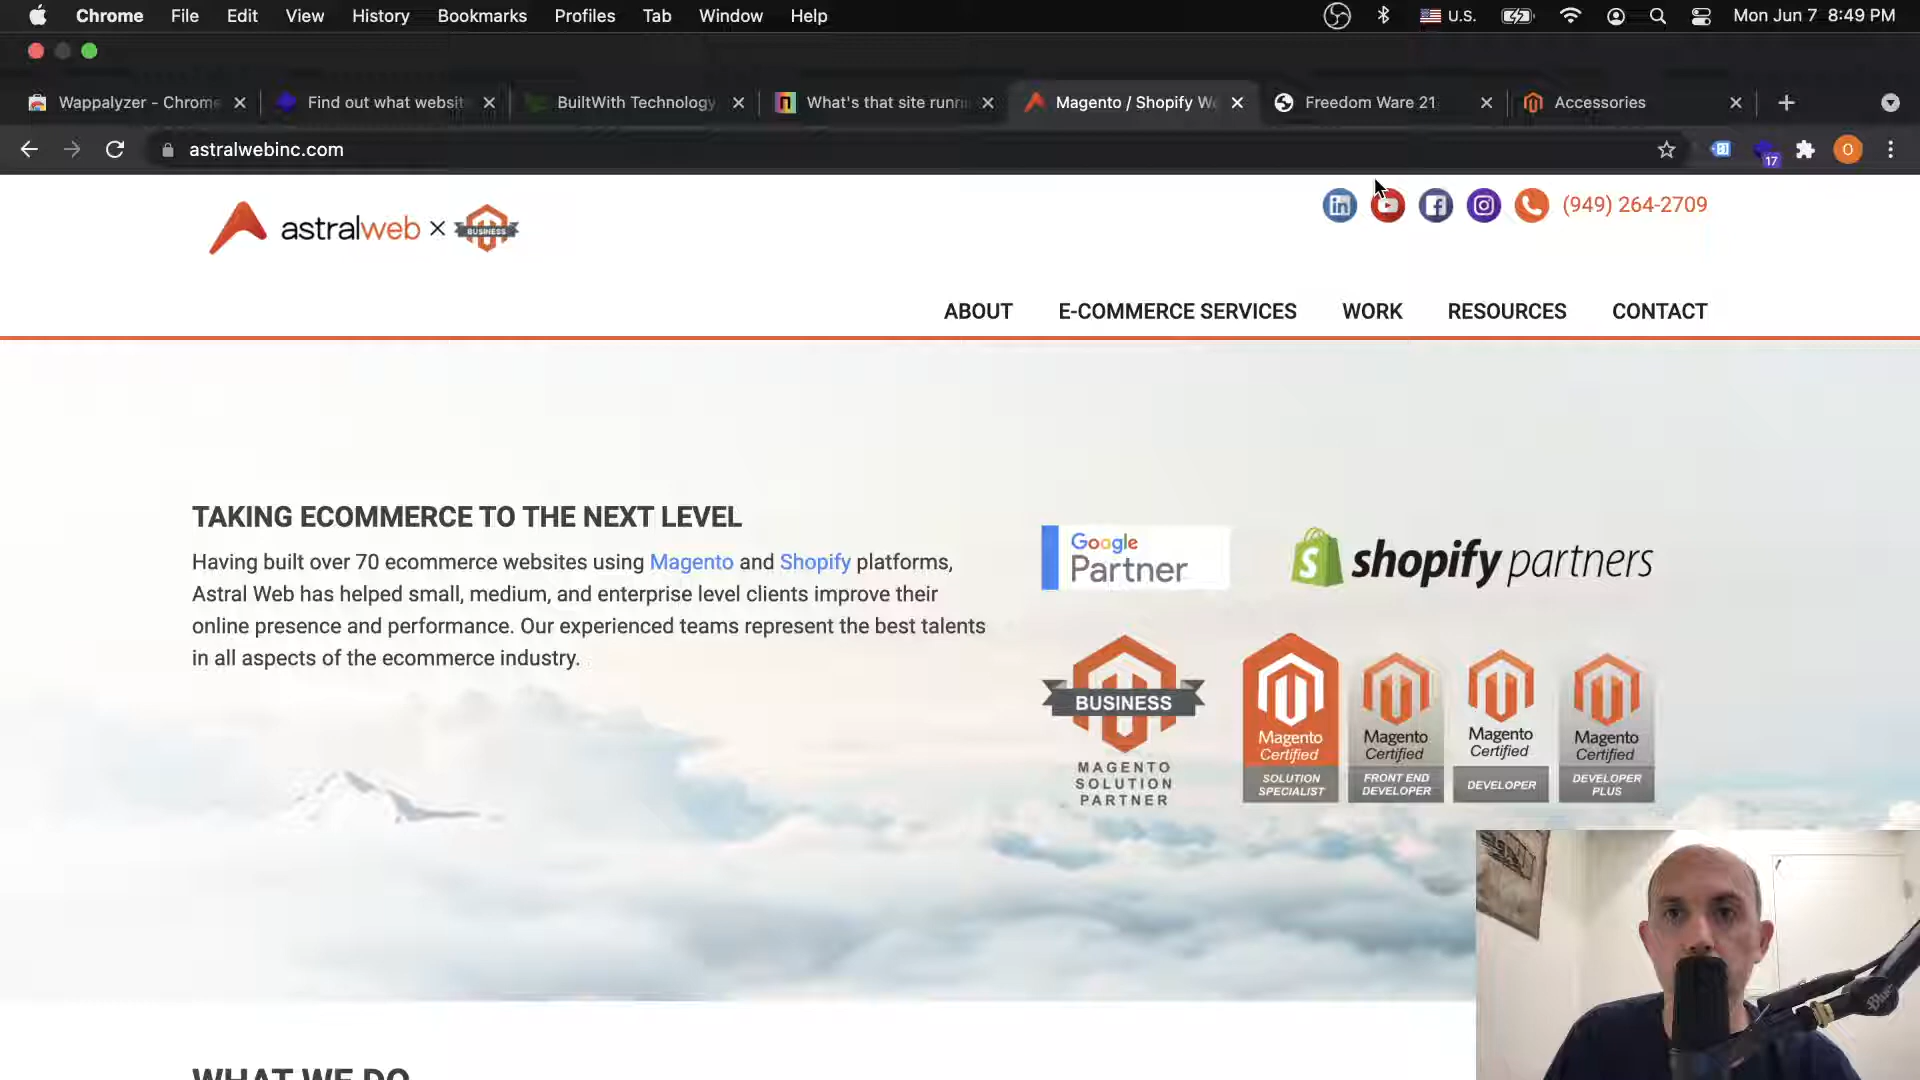 Chrome File Edit View History Bookmarks Profiles Tab Window Help U.S. Mon Jun 7 8:49 PM
Wappalyzer - Chrome Find out what websit BuiltWith Technology What's that site runn Magento / Shopify We Freedom Ware 21 Accessories
astralwebinc.com 17 O
astralweb × BUSINESS in (949) 264-2709
ABOUT E-COMMERCE SERVICES WORK RESOURCES CONTACT
TAKING ECOMMERCE TO THE NEXT LEVEL
Having built over 70 ecommerce websites using Magento and Shopify platforms,
Astral Web has helped small, medium, and enterprise level clients improve their
online presence and performance. Our experienced teams represent the best talents
in all aspects of the ecommerce industry.
Google
Partner
shopify partners
BUSINESS
MAGENTO
SOLUTION
PARTNER
Magento
Certified
SOLUTION
SPECIALIST
Magento
Certified
FRONT END
DEVELOPER
Magento
Certified
DEVELOPER
Magento
Certified
DEVELOPER
PLUS
WHAT WE DO
Blue